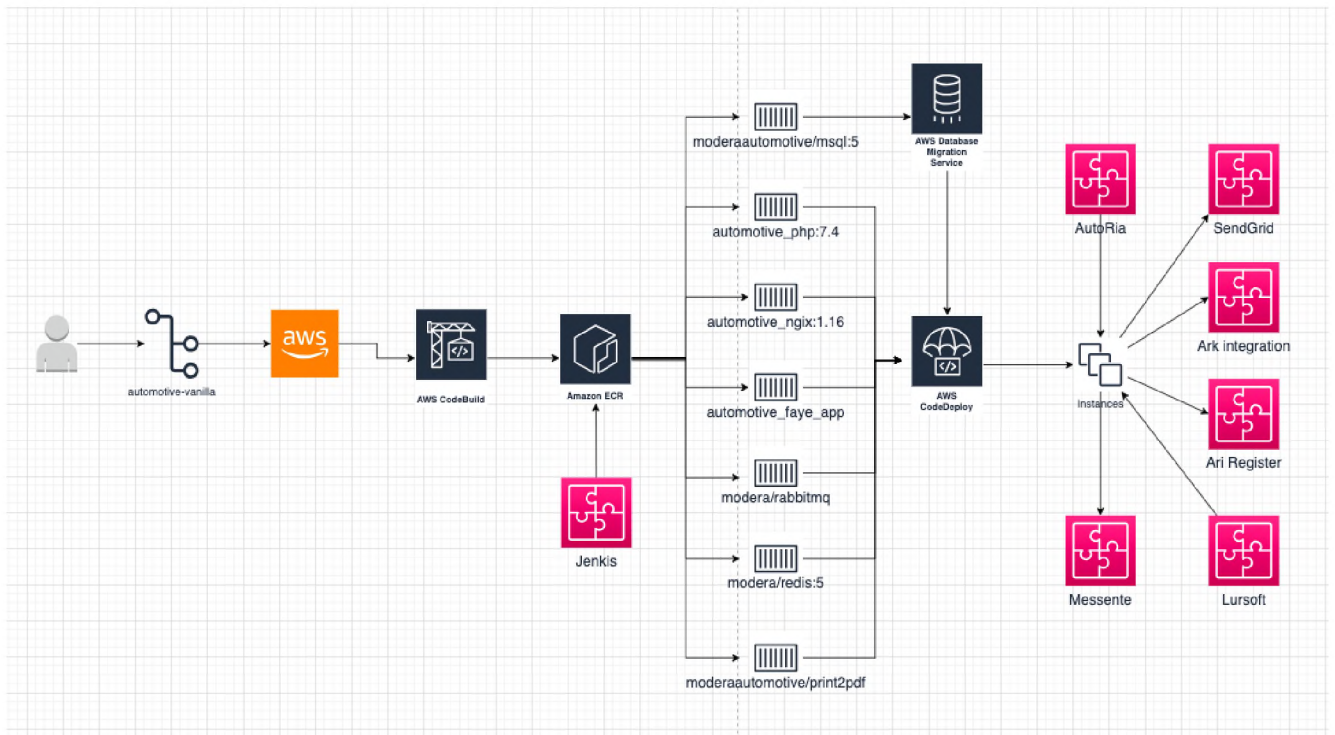 moderaautomotive/msql:5
AWS Database
Migration
Service
automotive_php:7.4
AutoRia
SendGrid
automotive_ngix:1.16
aws
Ark integration
automotive-vanilla
AWS CodeBuild
Amazon ECR
AWS
CodeDeploy
Instances
automotive_faye_app
Ari Register
modera/rabbitmq
Jenkis
modera/redis:5
Messente
Lursoft
moderaautomotive/print2pdf